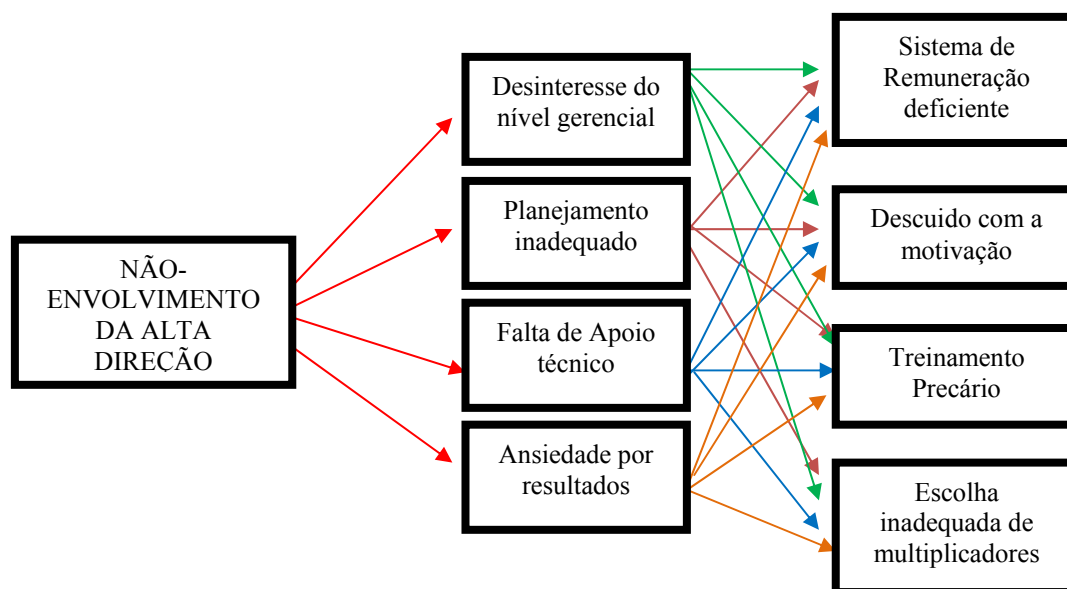 NÃO-
ENVOLVIMENTO
DA ALTA
DIREÇÃO
Desinteresse do
nível gerencial
Planejamento
inadequado
Falta de Apoio
técnico
Ansiedade por
resultados
Sistema de
Remuneração
deficiente
Descuido com a
motivação
Treinamento
Precário
Escolha
inadequada de
multiplicadores